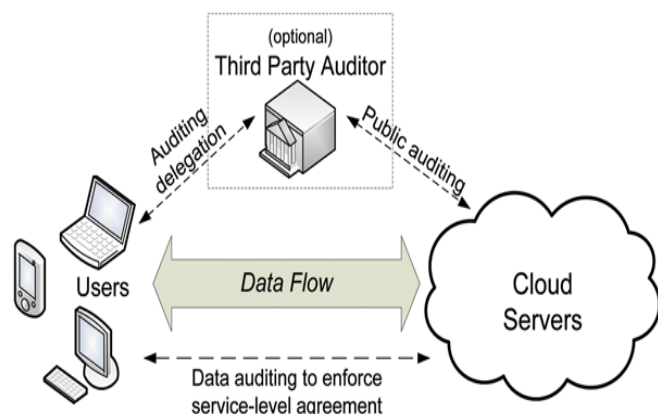 (optional)
Third Party Auditor
Auditing
delegation
Public auditing
Users
Data Flow
Cloud
Servers
Data auditing to enforce
service-level agreement